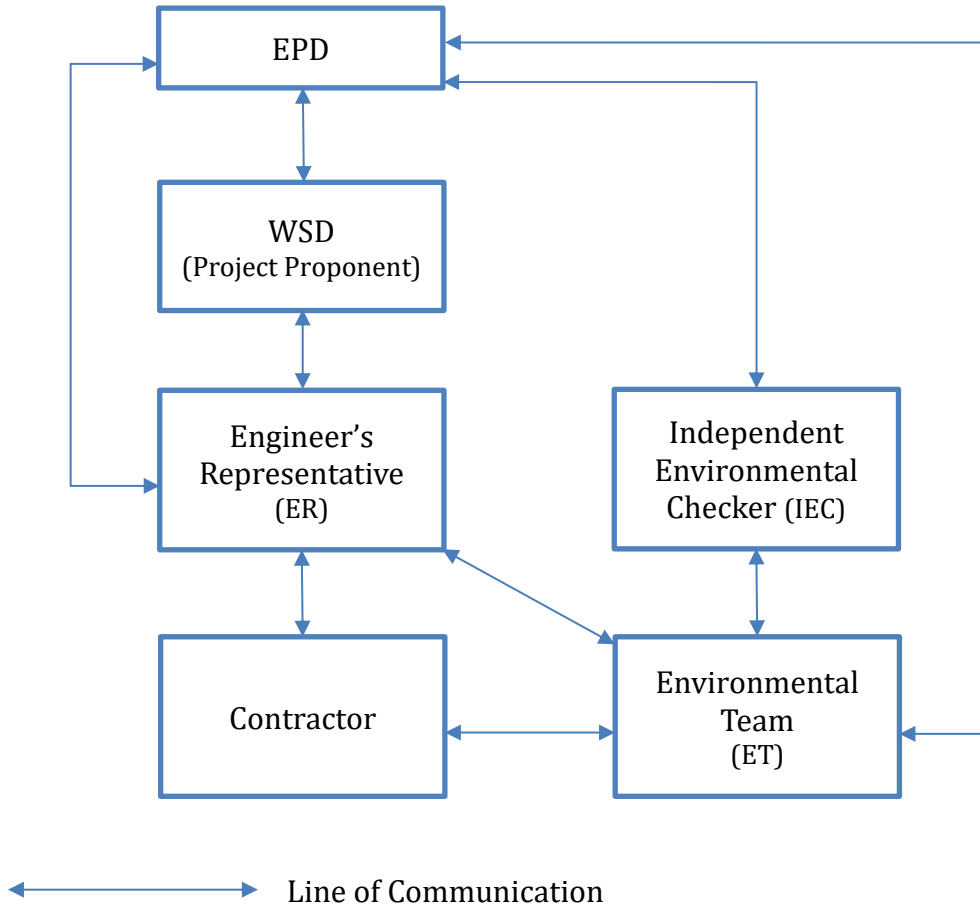 EPD
WSD
(Project Proponent)
Engineer’s
Representative
(ER)
Independent
Environmental
Checker (IEC)
Contractor
Environmental
Team
(ET)
Line of Communication